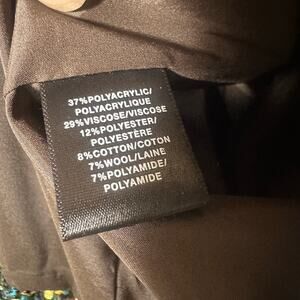 37%POLYACRYLIC/
POLYACRYLIQUE
29%VISCOSE/VISCOSE
12%POLYESTER/
POLYESTÈRE
8%COTTON/COTON
7%WOOL/LAINE
7%POLYAMIDE/
POLYAMIDE